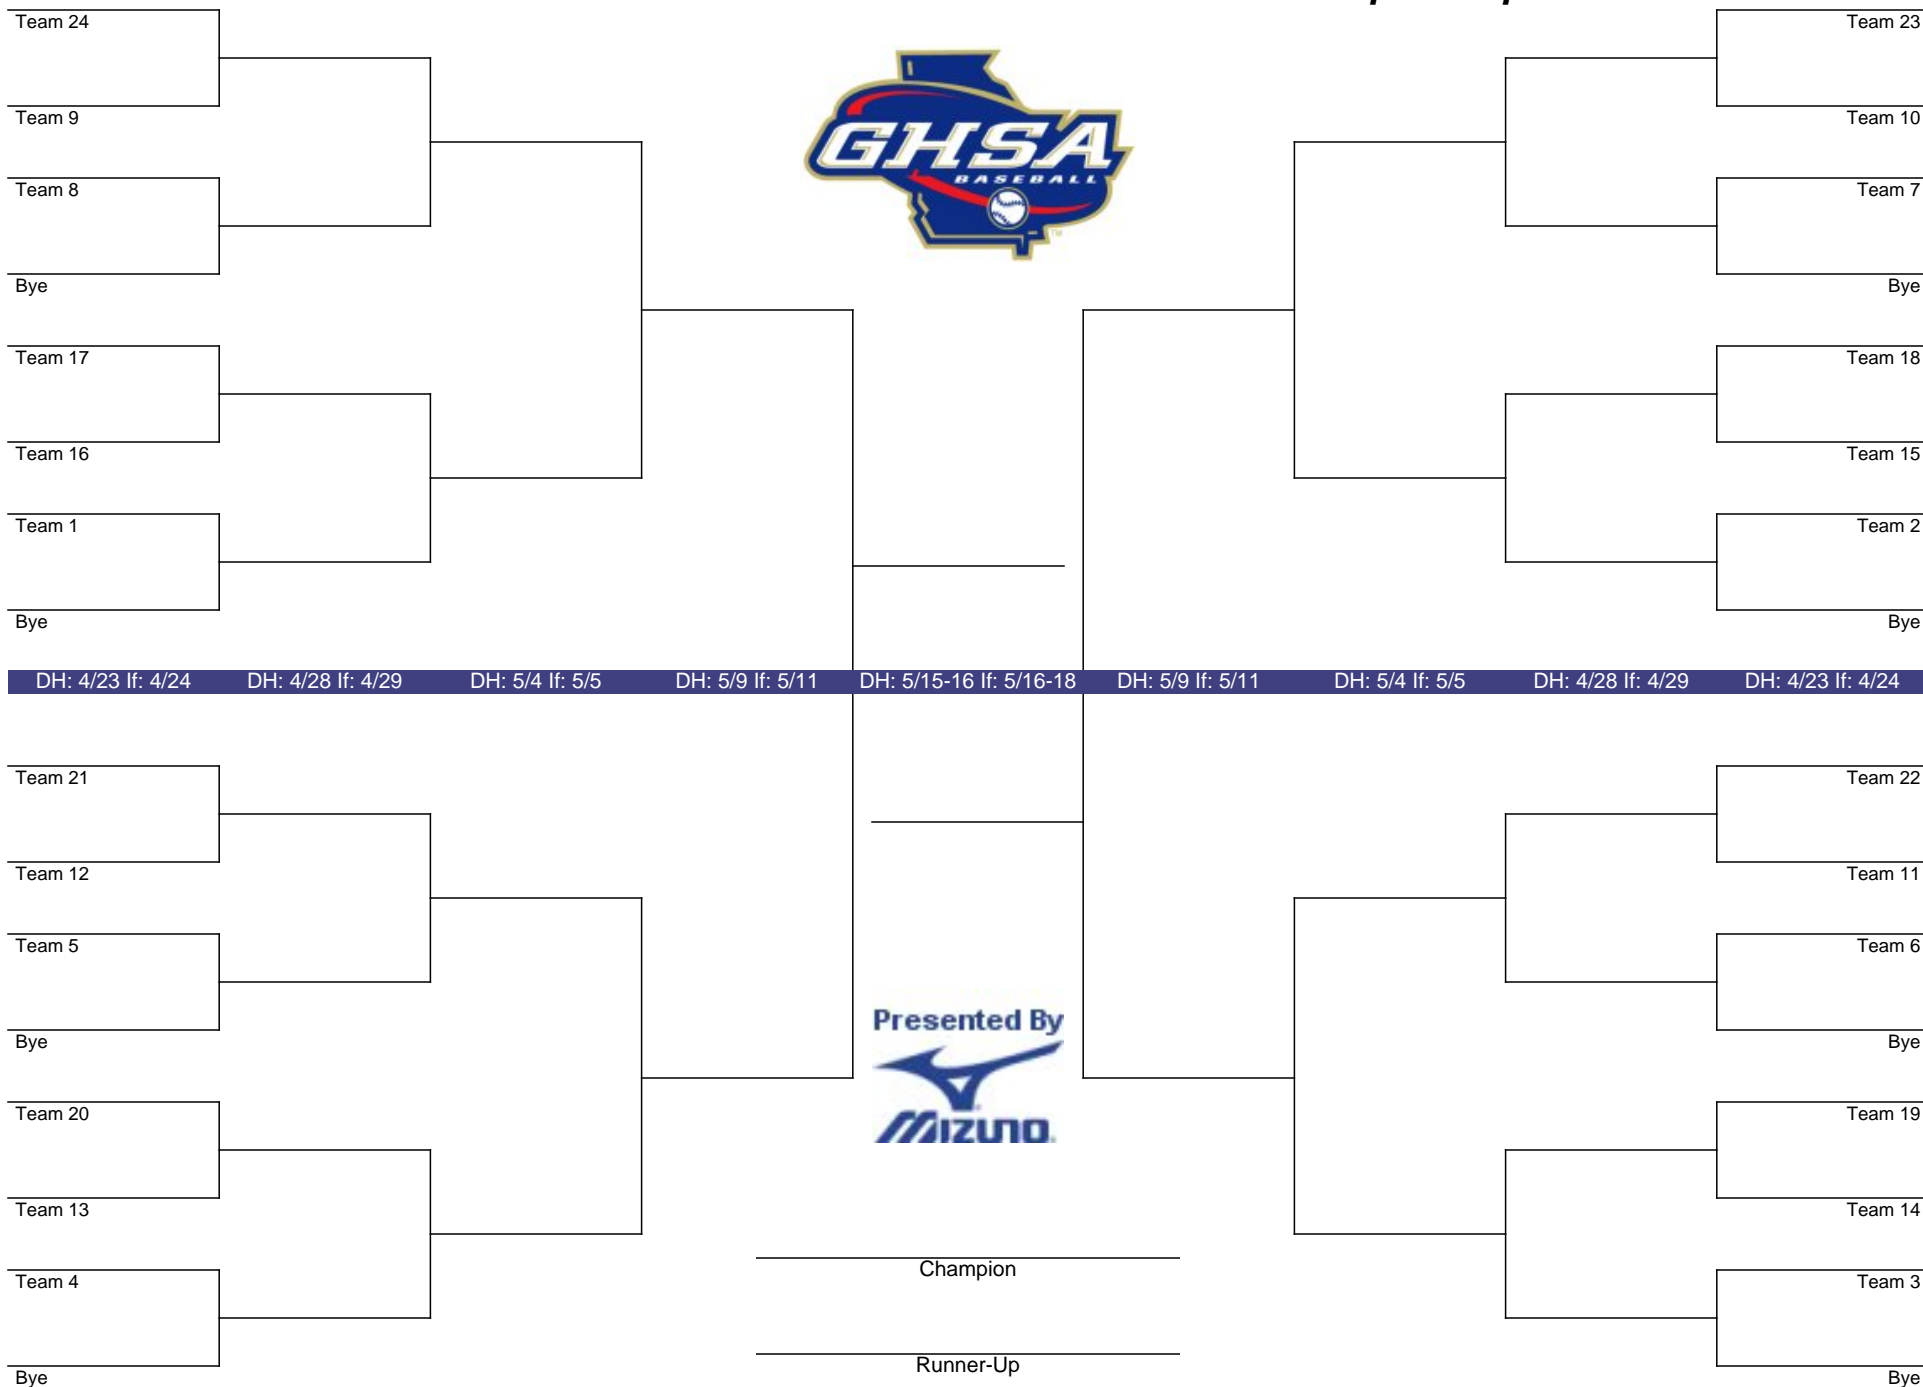 Team 24
Team 9
Team 8
Bye
Team 17
Team 16
Team 1
Bye
GHSA
BASEBALL
TM
Team 23
Team 10
Team 7
Bye
Team 18
Team 15
Team 2
Bye
DH: 4/23 If: 4/24 DH: 4/28 If: 4/29 DH: 5/4 If: 5/5 DH: 5/9 If: 5/11 DH: 5/15-16 If: 5/16-18 DH: 5/9 If: 5/11 DH: 5/4 If: 5/5 DH: 4/28 If: 4/29 DH: 4/23 If: 4/24
Team 21
Team 12
Team 5
Bye
Team 20
Team 13
Team 4
Bye
Presented By
MIZUNO
Champion
Runner-Up
Team 22
Team 11
Team 6
Bye
Team 19
Team 14
Team 3
Bye